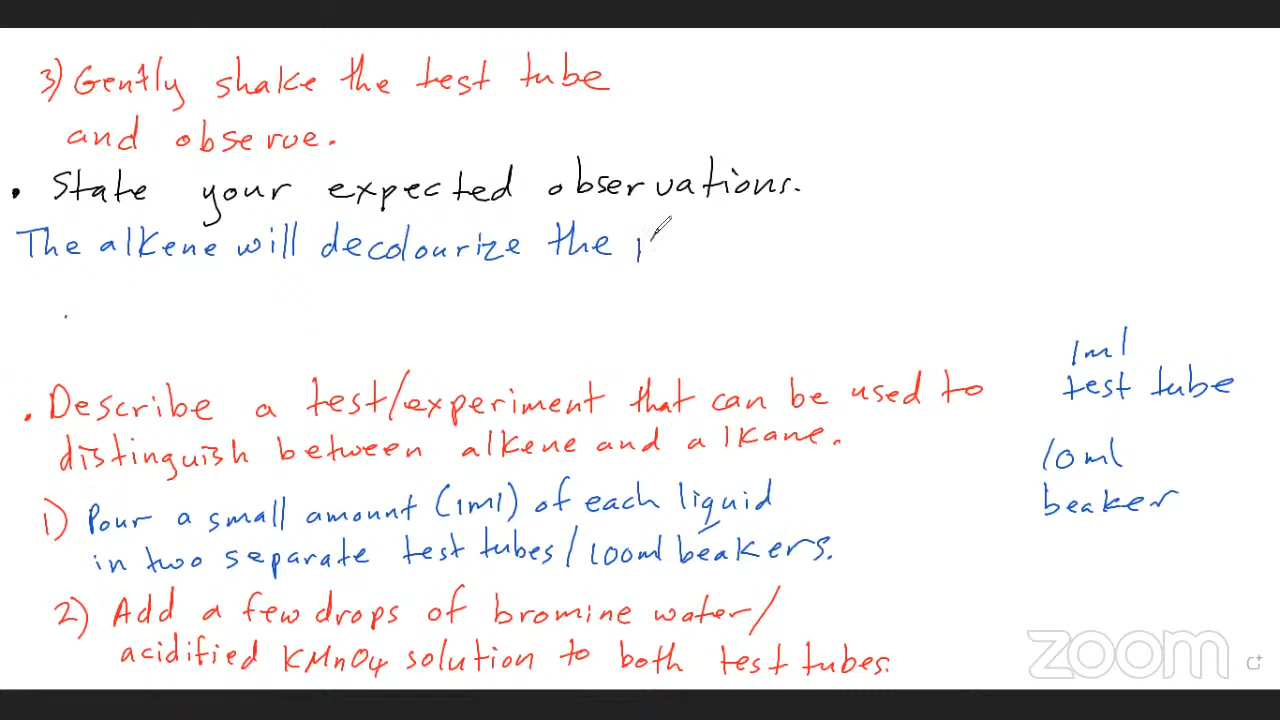 3) Gently shake the test tube
and observe.
• State your expected observations.
The alkene will decolourize the
1ml
test tube
• Describe a test/experiment that can be used to
distinguish between alkene and alkane.
10ml
beaker
1) Pour a small amount (1ml) of each liquid
in two separate test tubes/100ml beakers.
2) Add a few drops of bromine water/
acidified KMnO4 solution to both test tubes.
zoom